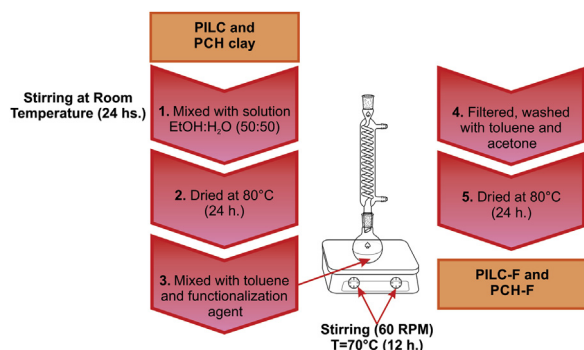 PILC and
PCH clay
Stirring at Room
Temperature (24 hs.)
1. Mixed with solution
EtOH:H₂O (50:50)
2. Dried at 80°C
(24 h.)
3. Mixed with toluene
and functionalization
agent
Stirring (60 RPM)
T=70°C (12 h.)
4. Filtered, washed
with toluene and
acetone
5. Dried at 80°C
(24 h.)
PILC-F and
PCH-F